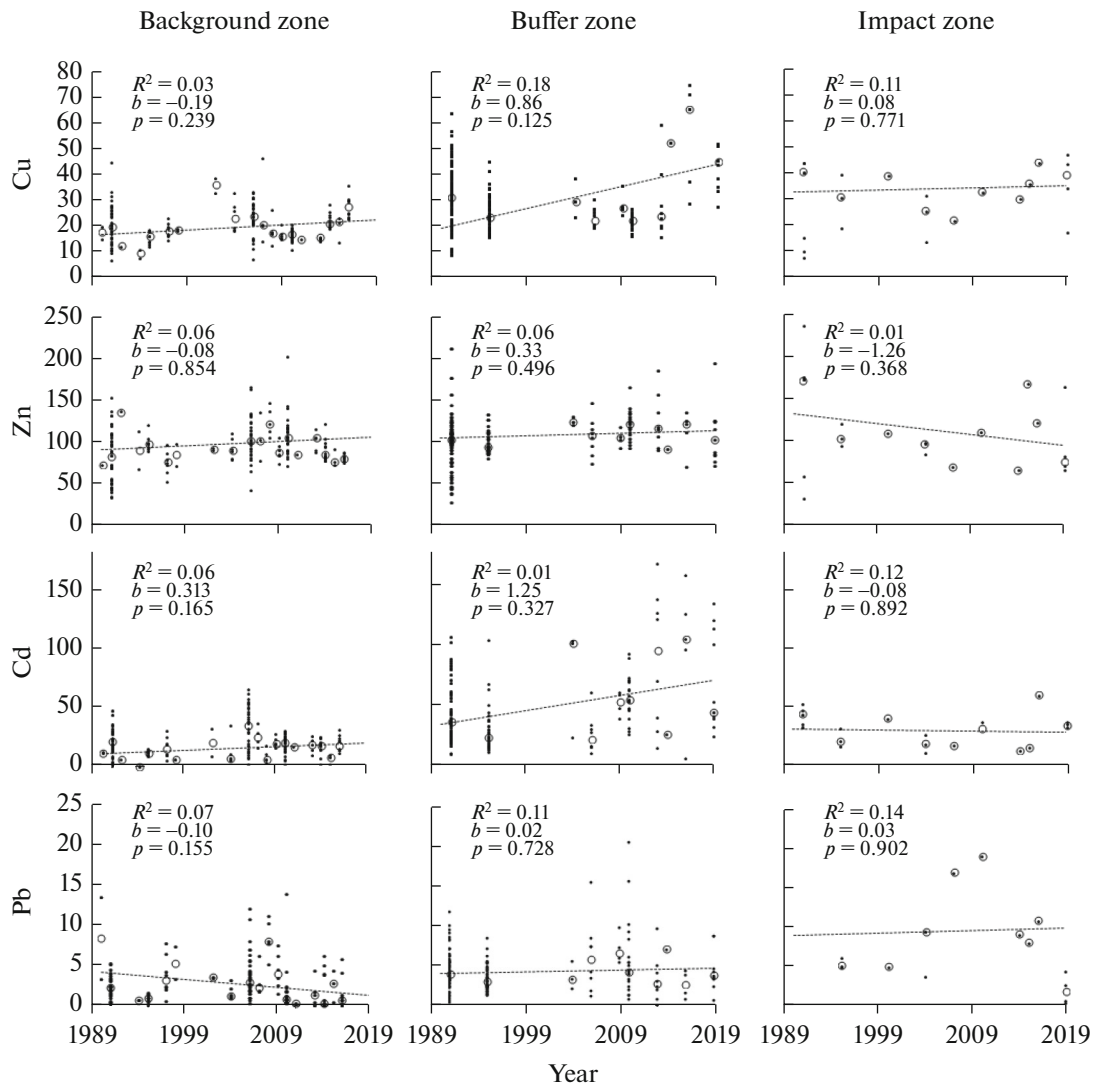 Background zone
Buffer zone
Impact zone
Cu
80
70
60
50
40
30
20
10
0
R² = 0.03
b = –0.19
p = 0.239
R² = 0.18
b = 0.86
p = 0.125
R² = 0.11
b = 0.08
p = 0.771
1989
1999
2009
2019
1989
1999
2009
2019
1989
1999
2009
2019
Zn
250
200
150
100
50
0
R² = 0.06
b = –0.08
p = 0.854
R² = 0.06
b = 0.33
p = 0.496
R² = 0.01
b = –1.26
p = 0.368
Cd
150
100
50
0
R² = 0.06
b = 0.313
p = 0.165
R² = 0.01
b = 1.25
p = 0.327
R² = 0.12
b = –0.08
p = 0.892
Pb
25
20
15
10
5
0
R² = 0.07
b = –0.10
p = 0.155
R² = 0.11
b = 0.02
p = 0.728
R² = 0.14
b = 0.03
p = 0.902
Year